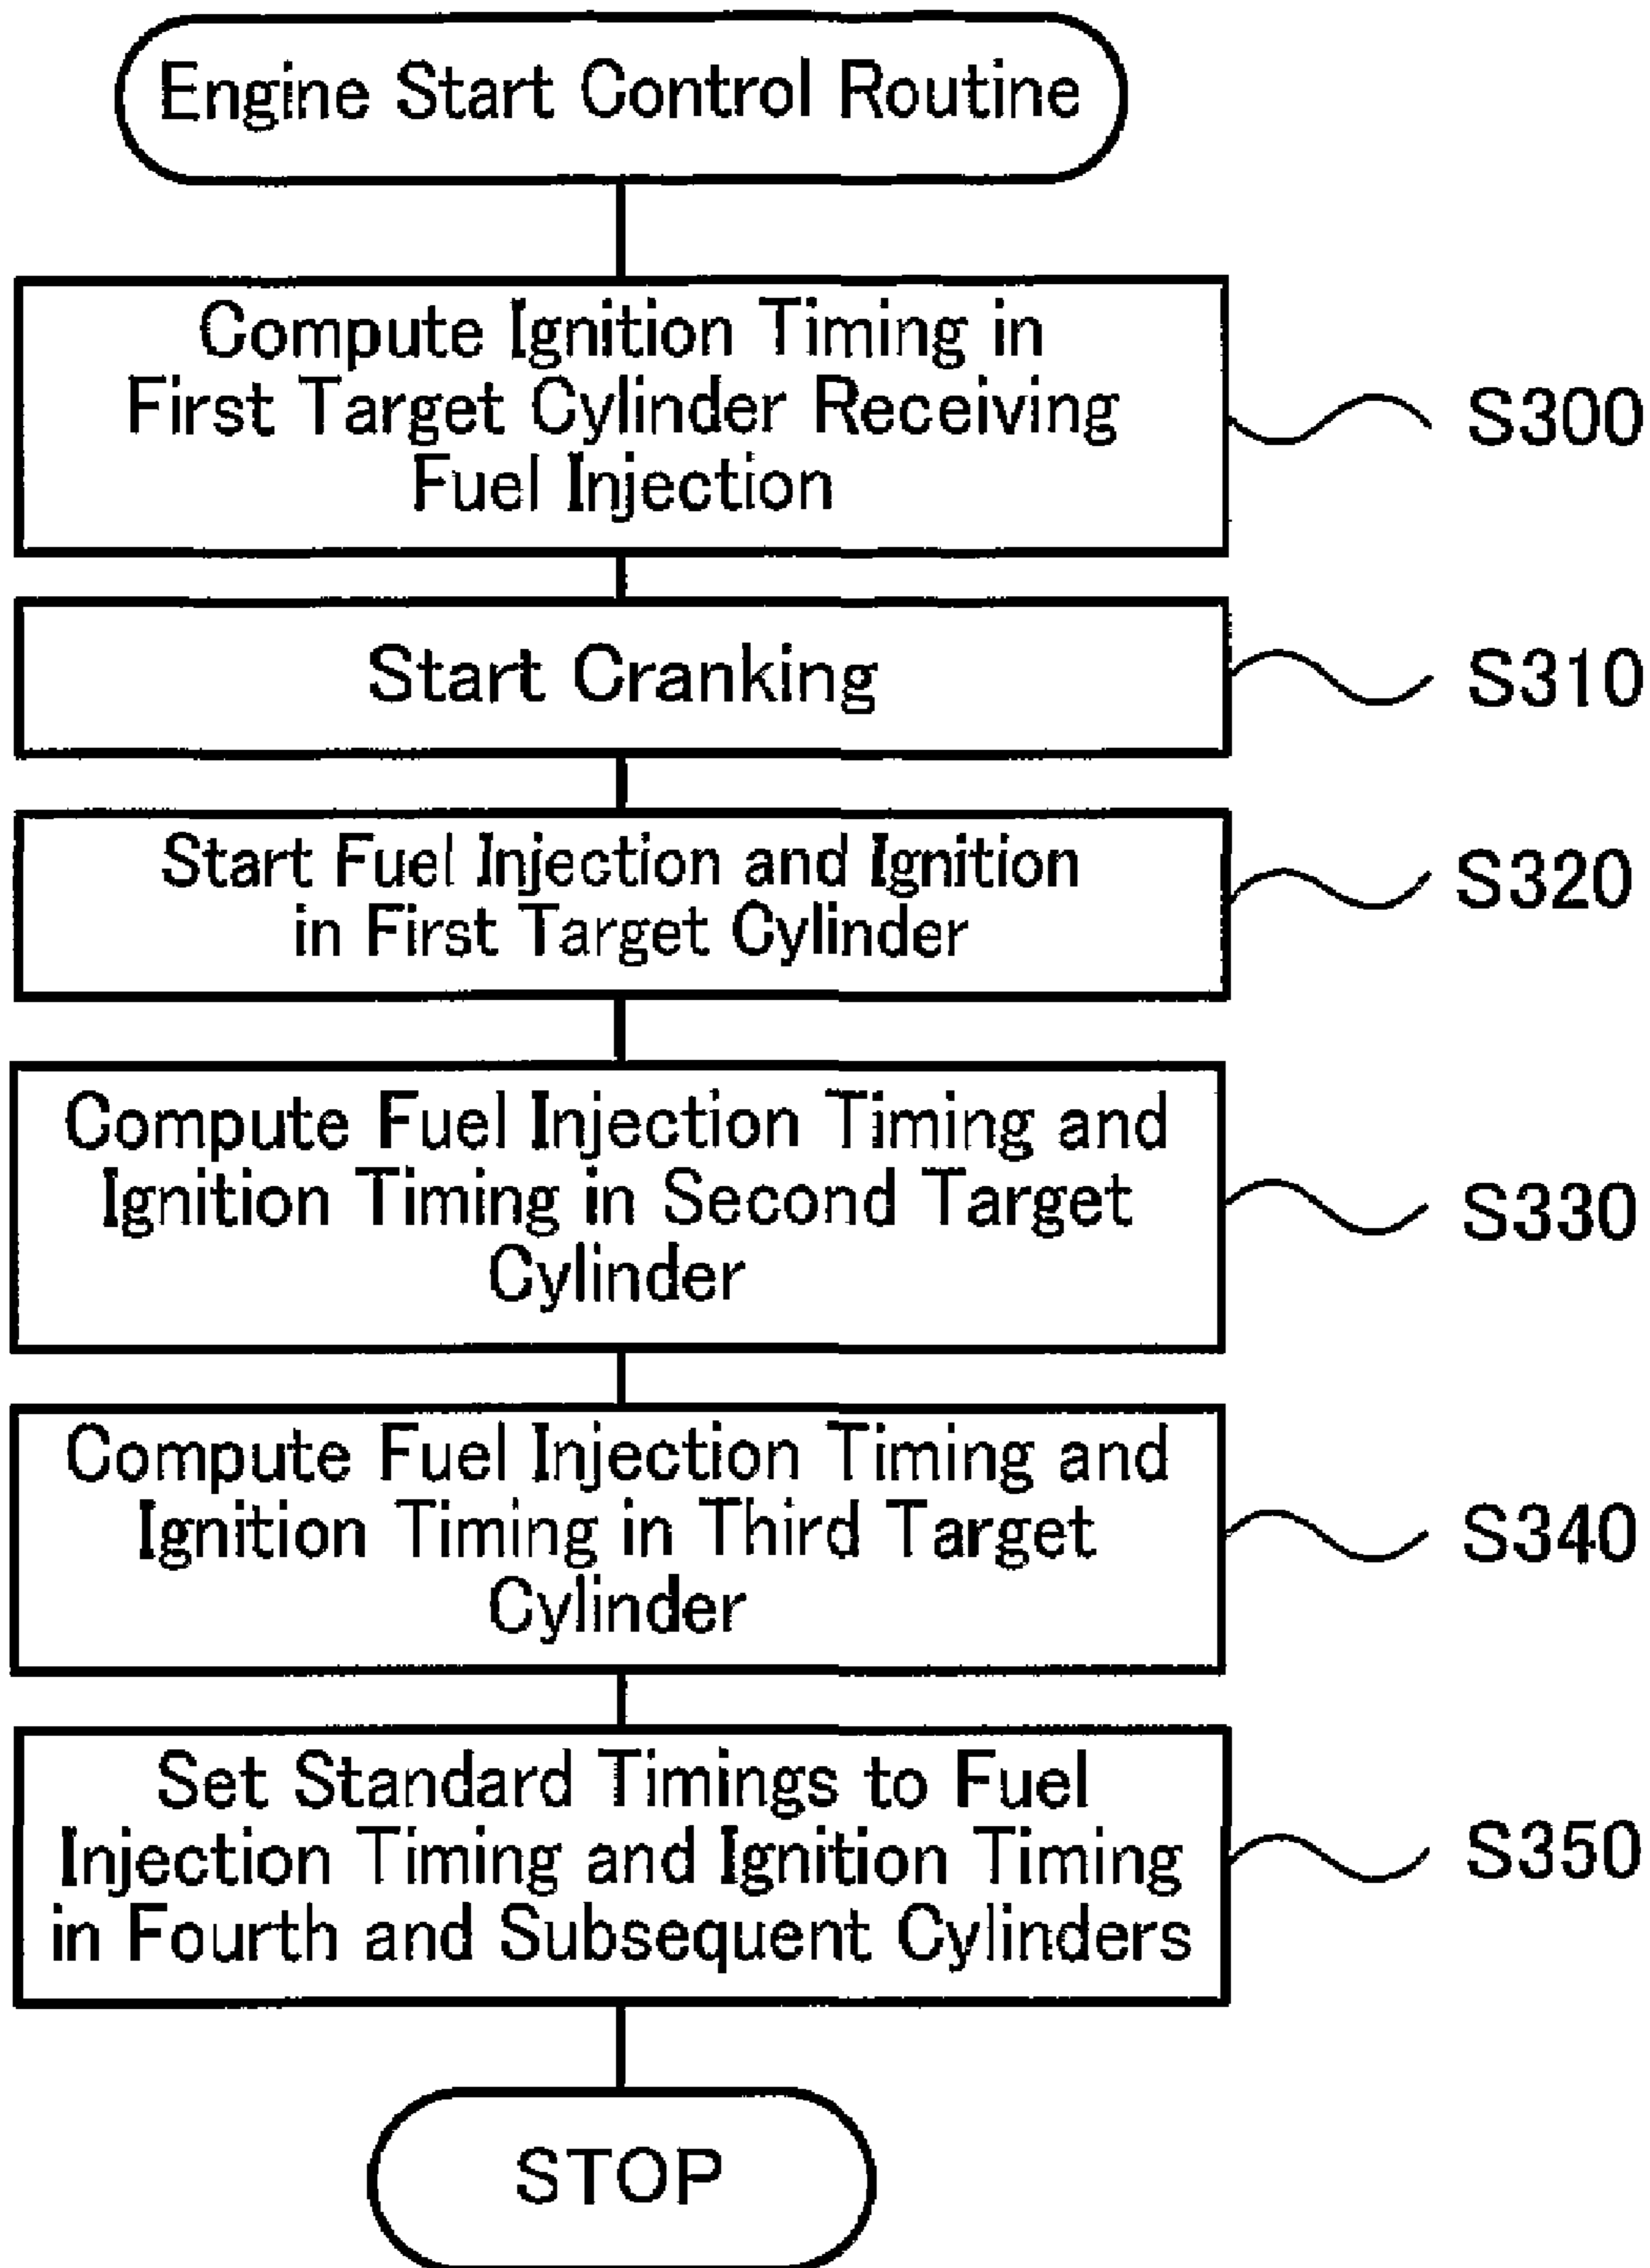 Engine Start Control Routine
Compute Ignition Timing in
First Target Cylinder Receiving
Fuel Injection
S300
Start Cranking
S310
Start Fuel Injection and Ignition
in First Target Cylinder
S320
Compute Fuel Injection Timing and
Ignition Timing in Second Target
Cylinder
S330
Compute Fuel Injection Timing and
Ignition Timing in Third Target
Cylinder
S340
Set Standard Timings to Fuel
Injection Timing and Ignition Timing
in Fourth and Subsequent Cylinders
S350
STOP